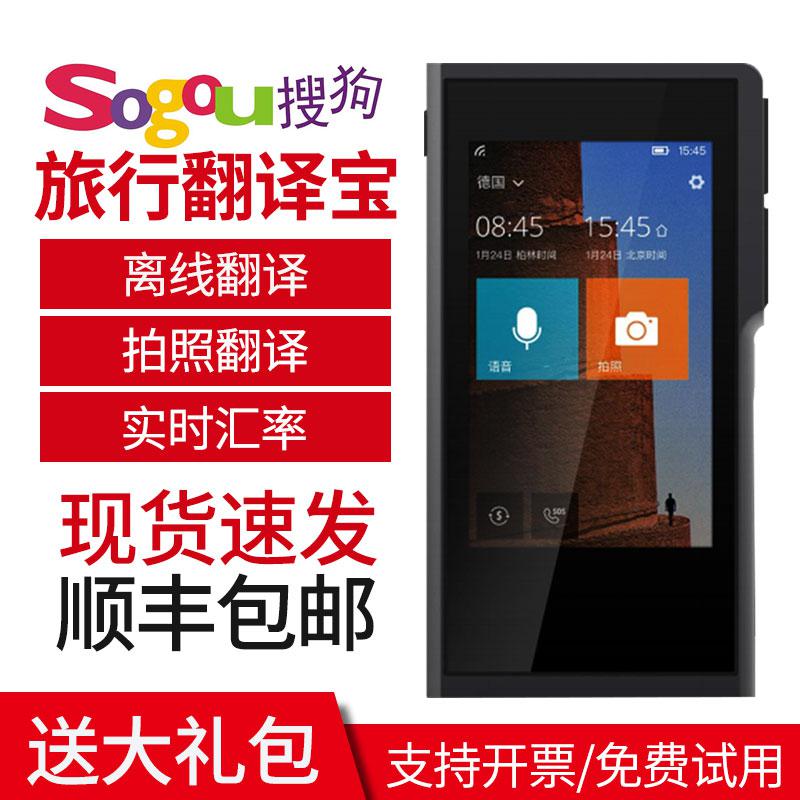 Sogou搜狗
旅行翻译宝
离线翻译
拍照翻译
实时汇率
现货速发
顺丰包邮
送大礼包
支持开票/免费试用
15:45
德国
08:45
15:45
1月24日 柏林时间
1月24日 北京时间
语音
拍照
$
SOS